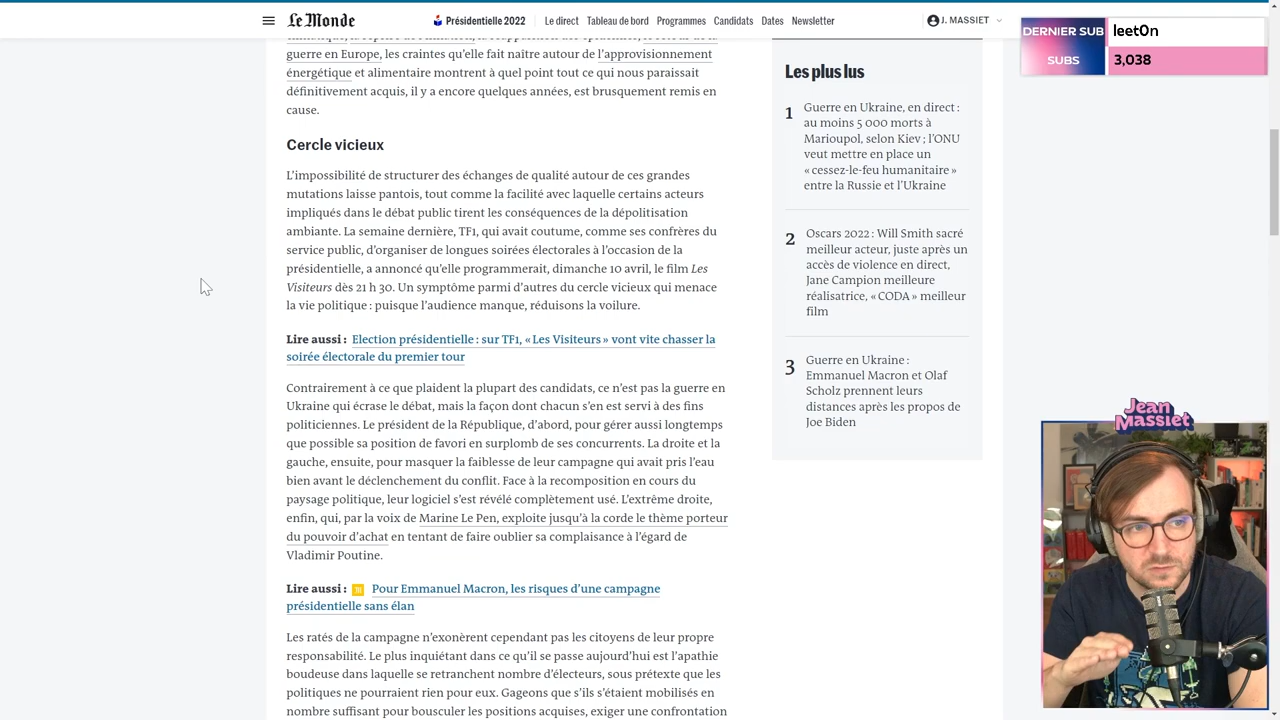 Le Monde
Présidentielle 2022
Le direct
Tableau de bord
Programmes
Candidats
Dates
Newsletter
J. MASSIET
DERNIER SUB
leet0n
SUBS
3,038
guerre en Europe, les craintes qu'elle fait naître autour de l'approvisionnement
énergétique et alimentaire montrent à quel point tout ce qui nous paraissait
définitivement acquis, il y a encore quelques années, est brusquement remis en
cause.
Cercle vicieux
L'impossibilité de structurer des échanges de qualité autour de ces grandes
mutations laisse pantois, tout comme la facilité avec laquelle certains acteurs
impliqués dans le débat public tirent les conséquences de la dépolitisation
ambiante. La semaine dernière, TF1, qui avait coutume, comme ses confrères du
service public, d'organiser de longues soirées électorales à l'occasion de la
présidentielle, a annoncé qu'elle programmerait, dimanche 10 avril, le film Les
Visiteurs dès 21 h 30. Un symptôme parmi d'autres du cercle vicieux qui menace
la vie politique : puisque l'audience manque, réduisons la voilure.
Lire aussi : Election présidentielle : sur TF1, « Les Visiteurs » vont vite chasser la
soirée électorale du premier tour
Contrairement à ce que plaident la plupart des candidats, ce n'est pas la guerre en
Ukraine qui écrase le débat, mais la façon dont chacun s'en est servi à des fins
politiciennes. Le président de la République, d'abord, pour gérer aussi longtemps
que possible sa position de favori en surplomb de ses concurrents. La droite et la
gauche, ensuite, pour masquer la faiblesse de leur campagne qui avait pris l'eau
bien avant le déclenchement du conflit. Face à la recomposition en cours du
paysage politique, leur logiciel s'est révélé complètement usé. L'extrême droite,
enfin, qui, par la voix de Marine Le Pen, exploite jusqu'à la corde le thème porteur
du pouvoir d'achat en tentant de faire oublier sa complaisance à l'égard de
Vladimir Poutine.
Lire aussi : Pour Emmanuel Macron, les risques d'une campagne
présidentielle sans élan
Les ratés de la campagne n'exonèrent cependant pas les citoyens de leur propre
responsabilité. Le plus inquiétant dans ce qu'il se passe aujourd'hui est l'apathie
boudeuse dans laquelle se retranchent nombre d'électeurs, sous prétexte que les
politiques ne pourraient rien pour eux. Gageons que s'ils s'étaient mobilisés en
nombre suffisant pour bousculer les positions acquises, exiger une confrontation
Les plus lus
1
Guerre en Ukraine, en direct :
au moins 5 000 morts à
Marioupol, selon Kiev ; l'ONU
veut mettre en place un
« cessez-le-feu humanitaire »
entre la Russie et l'Ukraine
2
Oscars 2022 : Will Smith sacré
meilleur acteur, juste après un
accès de violence en direct,
Jane Campion meilleure
réalisatrice, « CODA » meilleur
film
3
Guerre en Ukraine :
Emmanuel Macron et Olaf
Scholz prennent leurs
distances après les propos de
Joe Biden
Jean
Massiet